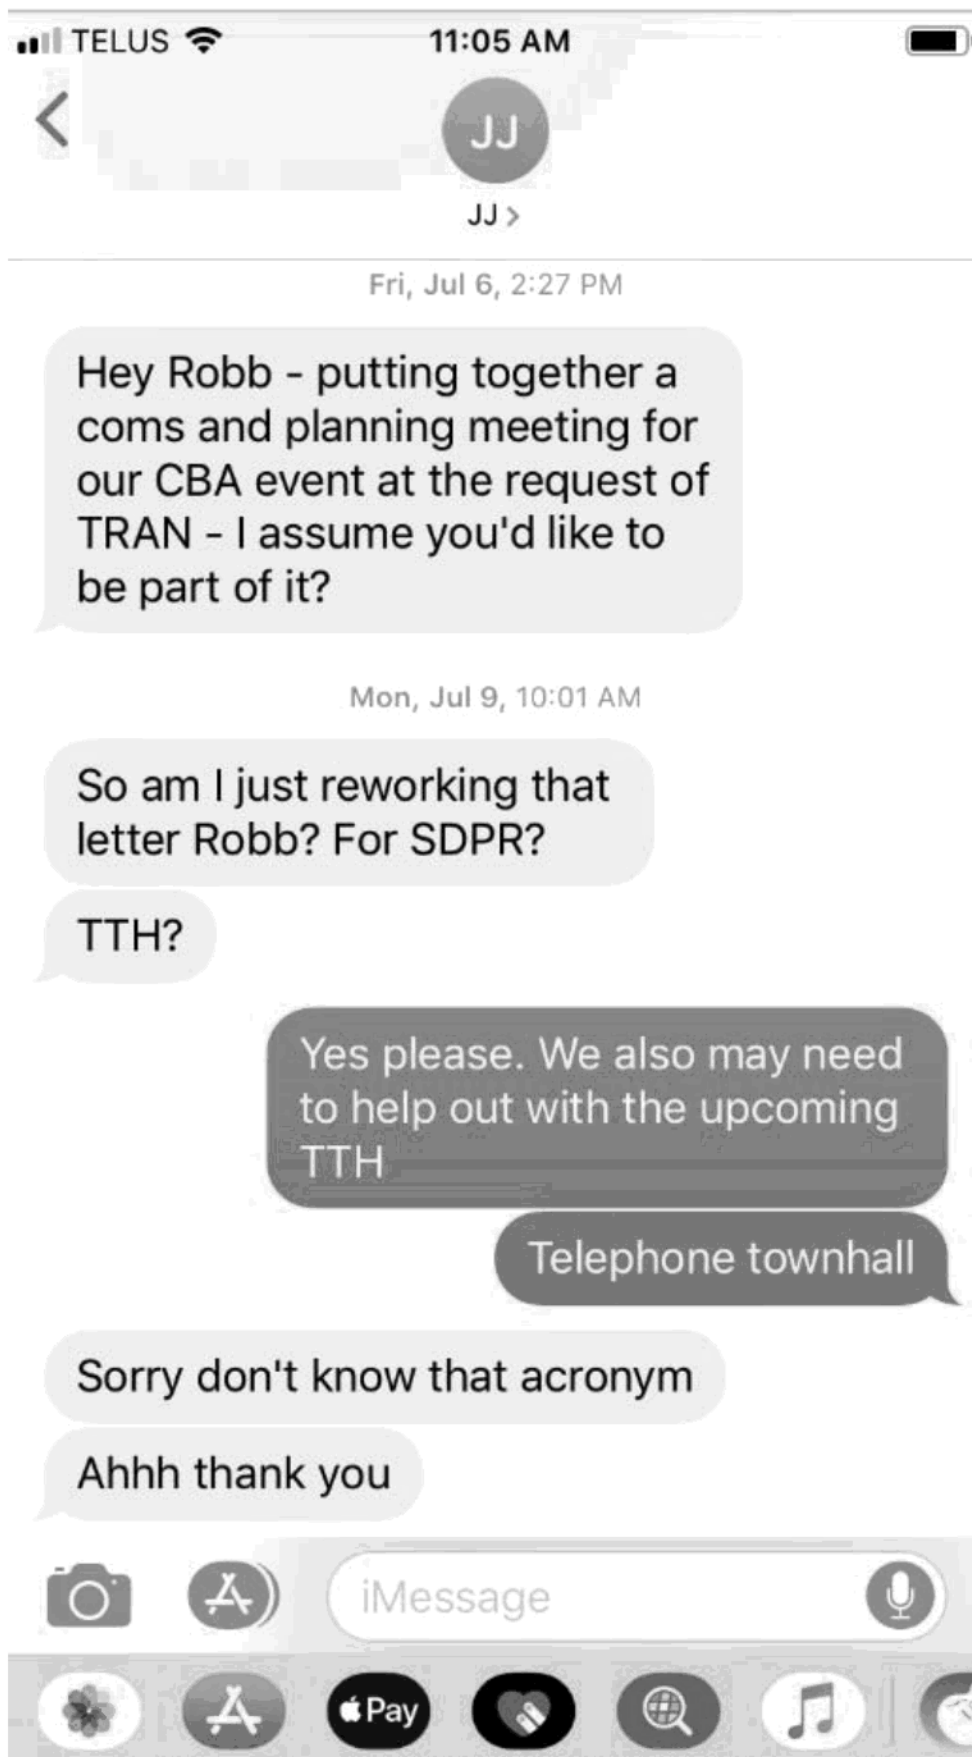 TELUS
11:05 AM
JJ
JJ >
Fri, Jul 6, 2:27 PM
Hey Robb - putting together a
coms and planning meeting for
our CBA event at the request of
TRAN - I assume you'd like to
be part of it?
Mon, Jul 9, 10:01 AM
So am I just reworking that
letter Robb? For SDPR?
TTH?
Yes please. We also may need
to help out with the upcoming
TTH
Telephone townhall
Sorry don't know that acronym
Ahhh thank you
iMessage
Pay